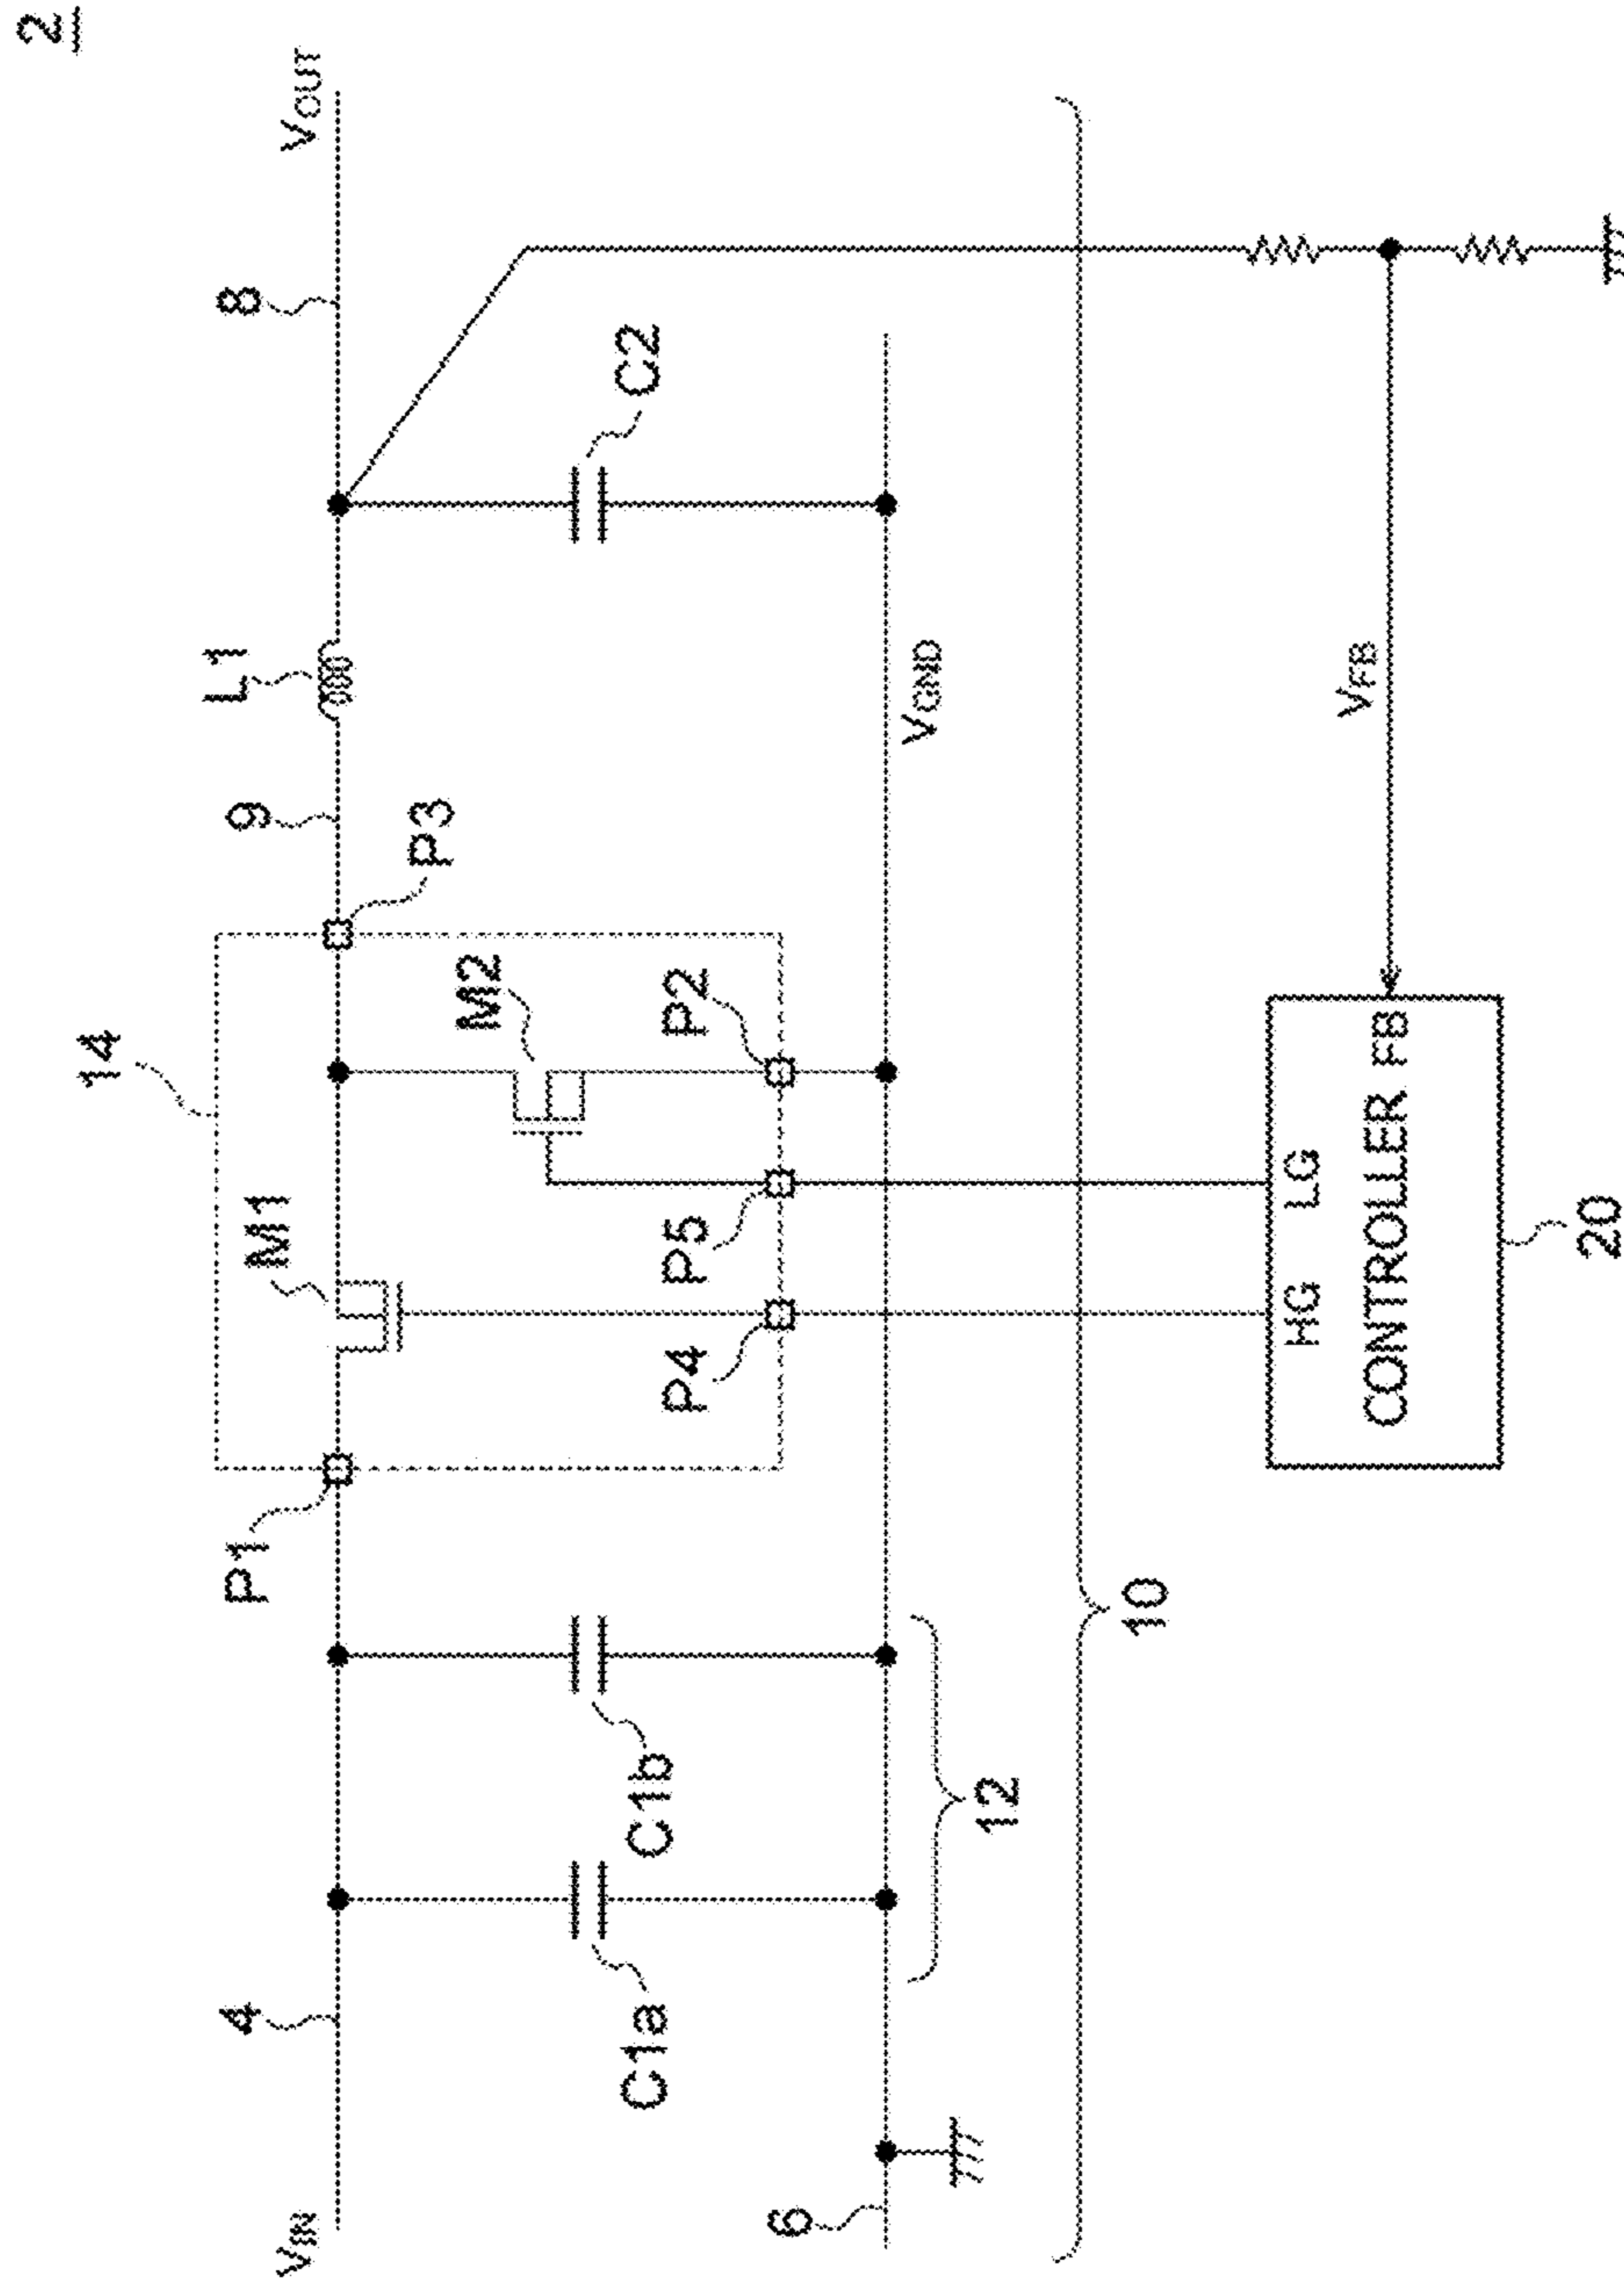 2
14
M1
M2
L1
VIN
4
P1
P3
9
8
VOUT
C1a
C1b
P4
P5
P2
C2
6
VGND
12
10
HG LG
CONTROLLER FB
VFB
20